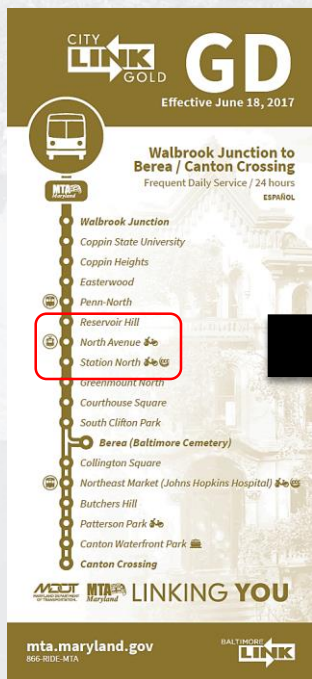 CITY
LINK
GOLD
GD
Effective June 18, 2017
Walbrook Junction to
Berea / Canton Crossing
Frequent Daily Service / 24 hours
ESPAÑOL
MTA
Maryland
Walbrook Junction
Coppin State University
Coppin Heights
Easterwood
Penn-North
Reservoir Hill
North Avenue
Station North
Greenmount North
Courthouse Square
South Clifton Park
Berea (Baltimore Cemetery)
Collington Square
Northeast Market (Johns Hopkins Hospital)
Butchers Hill
Patterson Park
Canton Waterfront Park
Canton Crossing
MDOT
MARYLAND DEPARTMENT
OF TRANSPORTATION
MTA
Maryland
LINKING YOU
mta.maryland.gov
866-RIDE-MTA
BALTIMORE
LINK